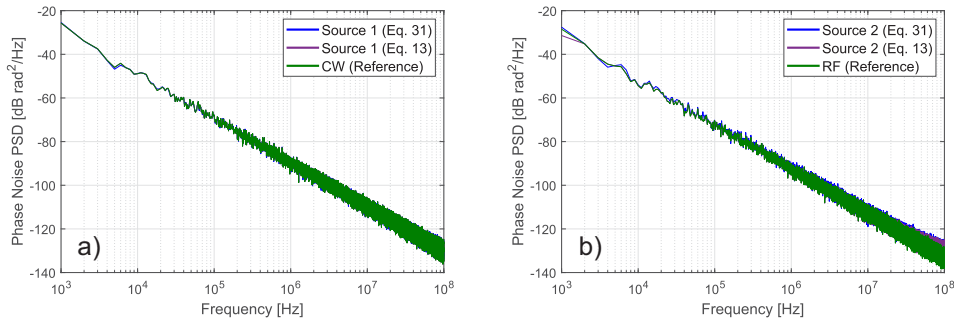 -20
-40
-60
-80
-100
-120
-140
Phase Noise PSD [dB rad²/Hz]
Source 1 (Eq. 31)
Source 1 (Eq. 13)
CW (Reference)
a)
10³ 10⁴ 10⁵ 10⁶ 10⁷ 10⁸
Frequency [Hz]
-20
-40
-60
-80
-100
-120
-140
Phase Noise PSD [dB rad²/Hz]
Source 2 (Eq. 31)
Source 2 (Eq. 13)
RF (Reference)
b)
10³ 10⁴ 10⁵ 10⁶ 10⁷ 10⁸
Frequency [Hz]